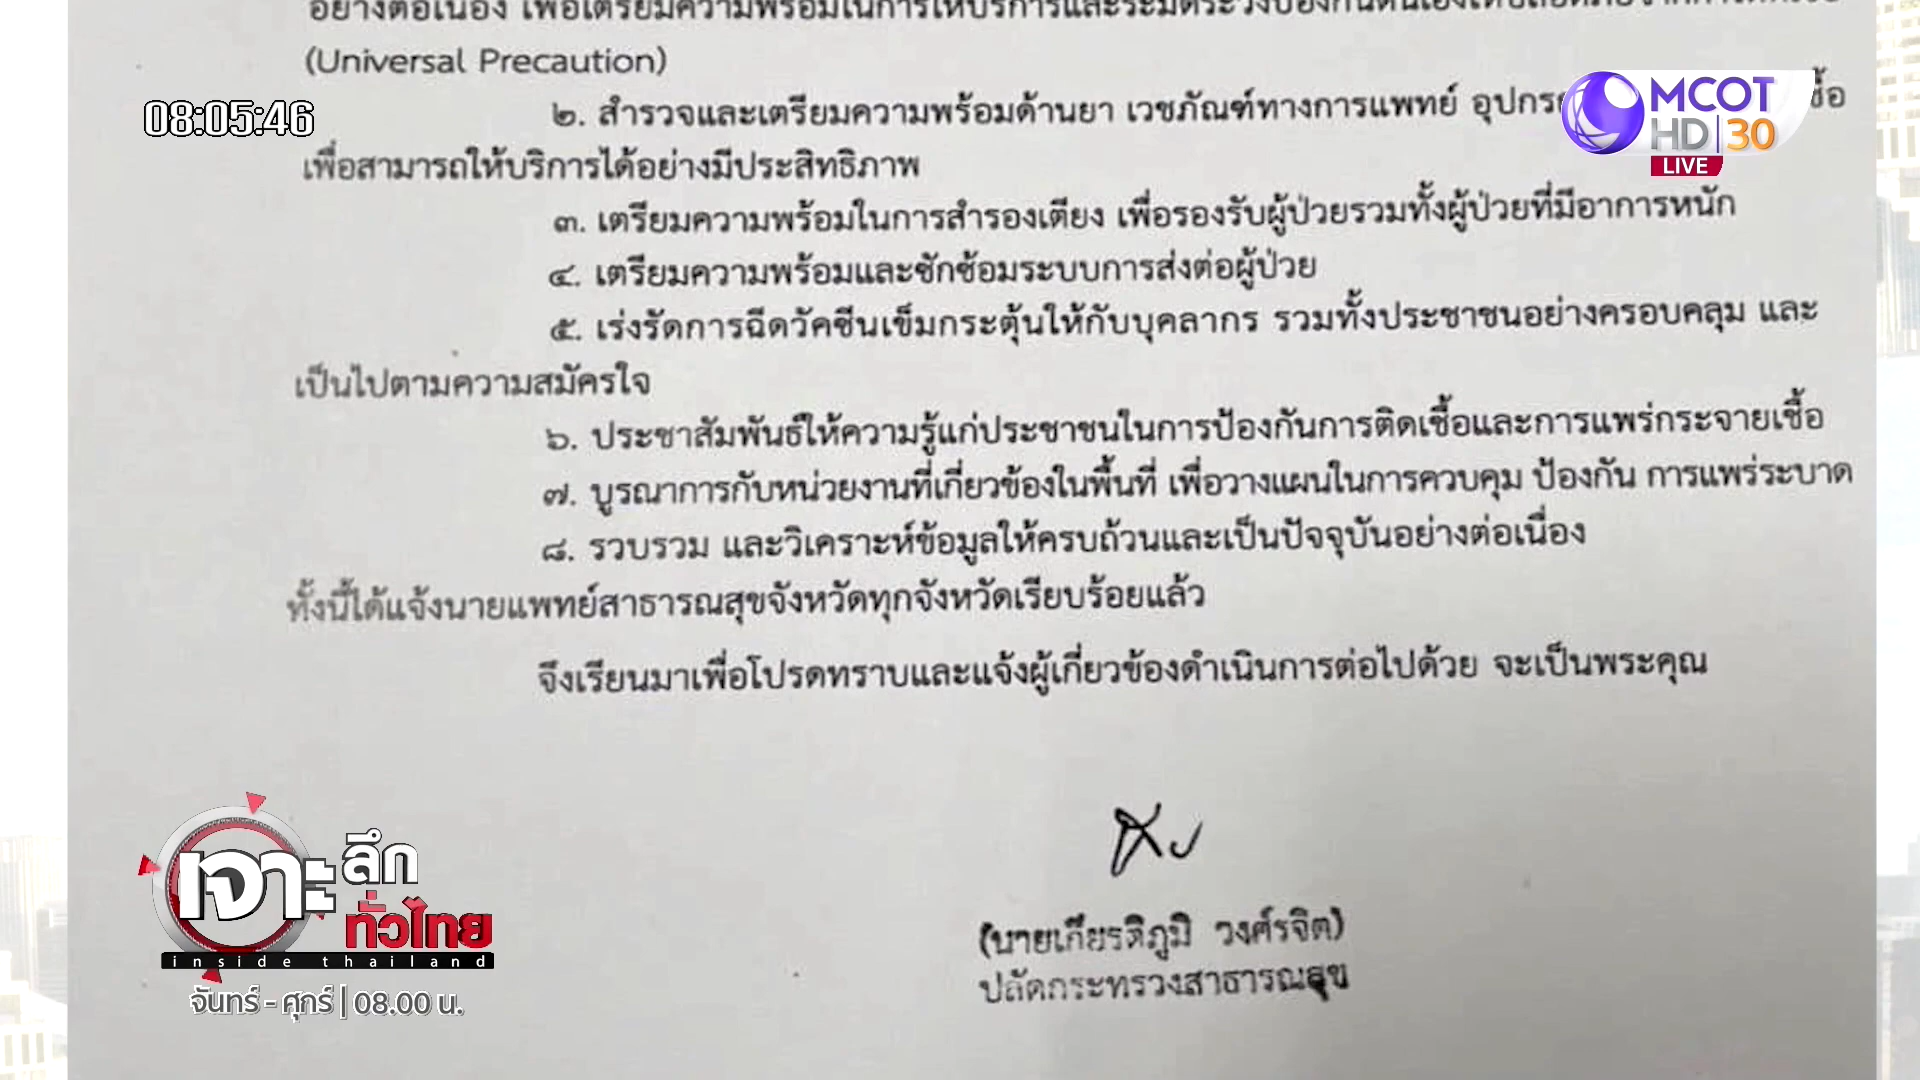 (Universal Precaution)
08:05:46
MCOT
HD 30
LIVE
๒. สำรวจและเตรียมความพร้อมด้านยา เวชภัณฑ์ทางการแพทย์
เพื่อสามารถให้บริการได้อย่างมีประสิทธิภาพ
๓. เตรียมความพร้อมในการสำรองเตียง เพื่อรองรับผู้ป่วยรวมทั้งผู้ป่วยที่มีอาการหนัก
๔. เตรียมความพร้อมและซักซ้อมระบบการส่งต่อผู้ป่วย
๕. เร่งรัดการฉีดวัคซีนเข็มกระตุ้นให้กับบุคลากร รวมทั้งประชาชนอย่างครอบคลุม และ
เป็นไปตามความสมัครใจ
๖. ประชาสัมพันธ์ให้ความรู้แก่ประชาชนในการป้องกันการติดเชื้อและการแพร่กระจายเชื้อ
๗. บูรณาการกับหน่วยงานที่เกี่ยวข้องในพื้นที่ เพื่อวางแผนในการควบคุม ป้องกัน การแพร่ระบาด
๘. รวบรวม และวิเคราะห์ข้อมูลให้ครบถ้วนและเป็นปัจจุบันอย่างต่อเนื่อง
ทั้งนี้ได้แจ้งนายแพทย์สาธารณสุขจังหวัดทุกจังหวัดเรียบร้อยแล้ว
จึงเรียนมาเพื่อโปรดทราบและแจ้งผู้เกี่ยวข้องดำเนินการต่อไปด้วย จะเป็นพระคุณ
(นายเกียรติภูมิ วงศ์รจิต)
ปลัดกระทรวงสาธารณสุข
เจาะลึก
ทั่วไทย
inside thailand
จันทร์ - ศุกร์ | 08.00 น.